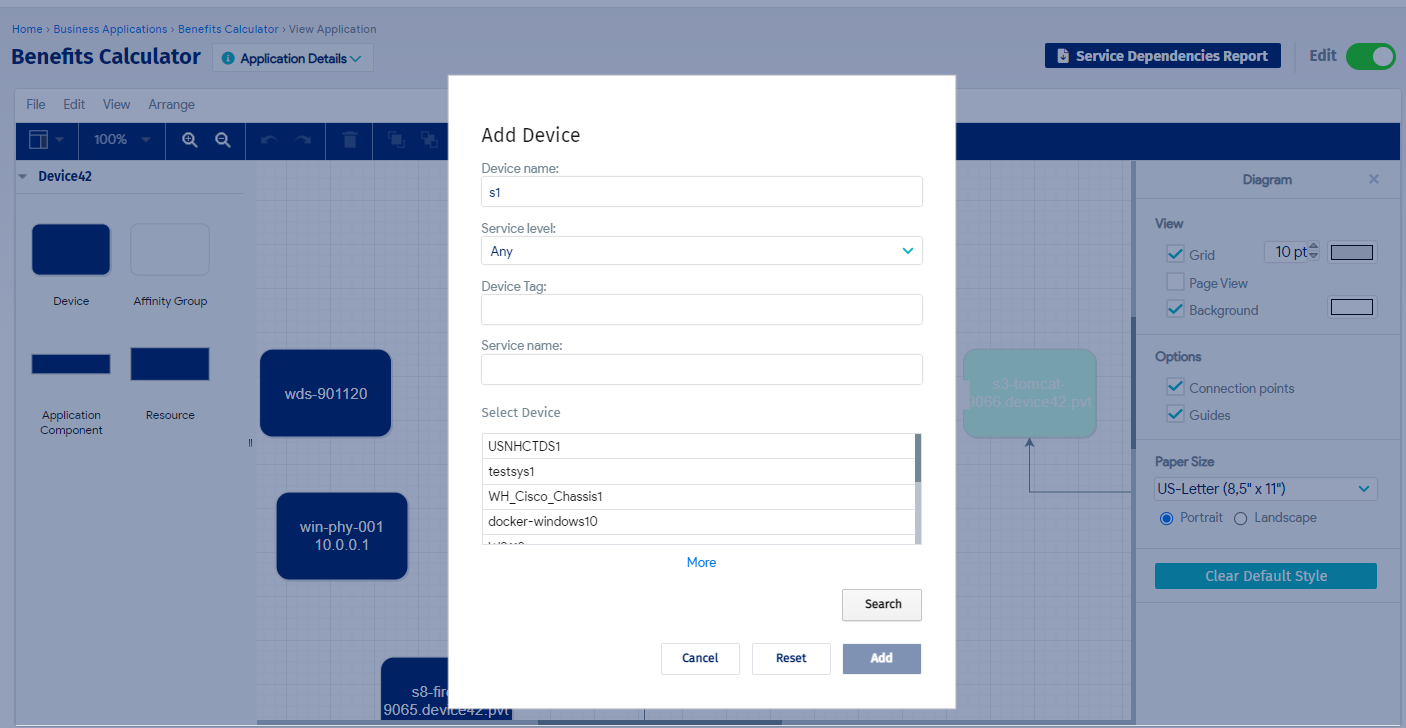 Home › Business Applications › Benefits Calculator › View Application
Benefits Calculator
Application Details
Service Dependencies Report
Edit
File Edit View Arrange
100%
Device42
Device
Affinity Group
Application
Component
Resource
wds-901120
win-phy-001
10.0.0.1
s8-fire
9065.device42.pvt
Add Device
Device name:
s1
Service level:
Any
Device Tag:
Service name:
Select Device
USNHCTDS1
testsys1
WH_Cisco_Chassis1
docker-windows10
More
Search
Cancel
Reset
Add
s3-tomcat-
9066.device42.pvt
Diagram
View
Grid
10 pt
Page View
Background
Options
Connection points
Guides
Paper Size
US-Letter (8,5" x 11")
Portrait
Landscape
Clear Default Style